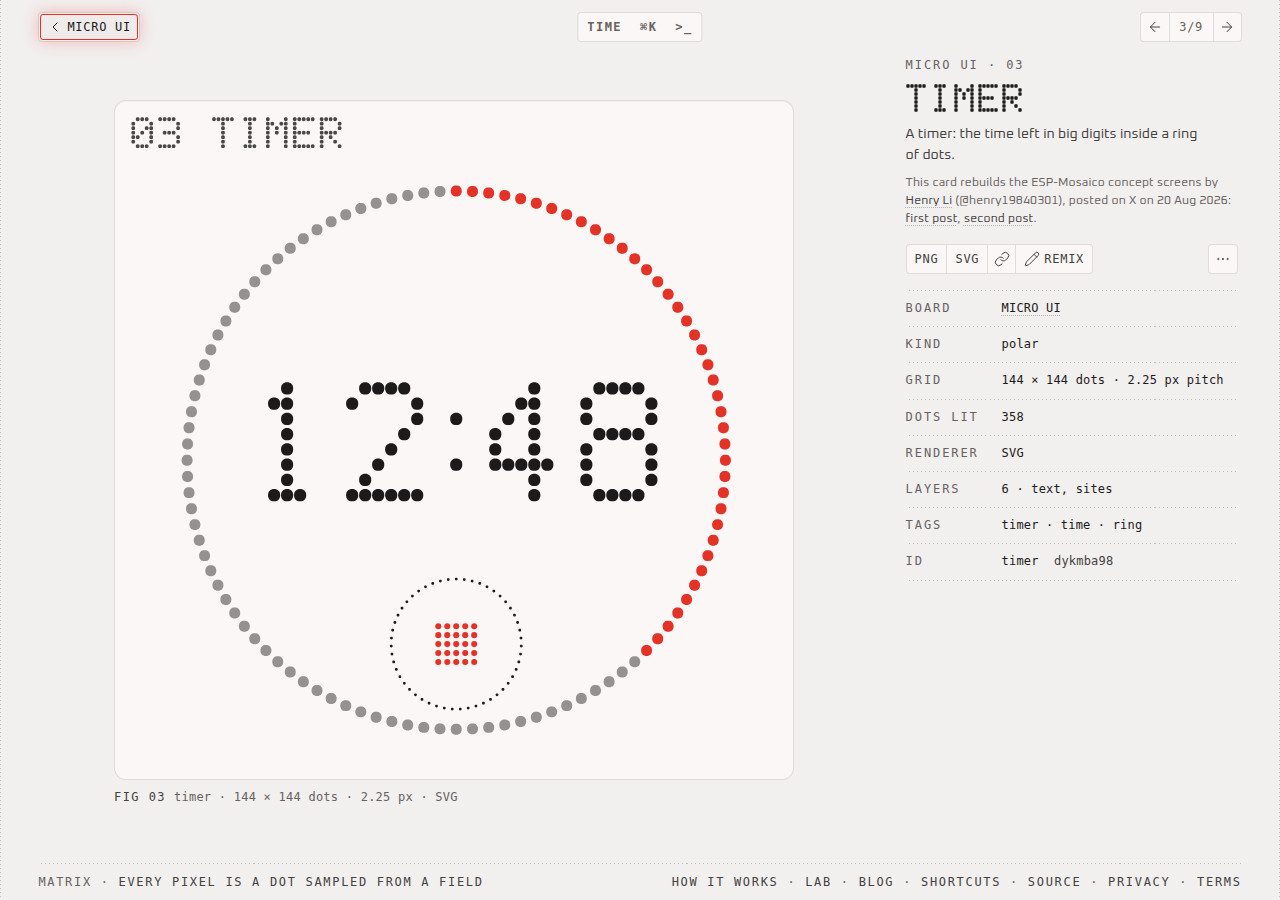 MICRO UI
TIME ⌘K >_
3/9
03 TIMER
12:48
FIG 03 timer · 144 × 144 dots · 2.25 px · SVG
MICRO UI · 03
TIMER
A timer: the time left in big digits inside a ring
of dots.
This card rebuilds the ESP-Mosaico concept screens by
Henry Li (@henry19840301), posted on X on 20 Aug 2026:
first post, second post.
PNG SVG REMIX ···
BOARD MICRO UI
KIND polar
GRID 144 × 144 dots · 2.25 px pitch
DOTS LIT 358
RENDERER SVG
LAYERS 6 · text, sites
TAGS timer · time · ring
ID timer dykmba98
MATRIX · EVERY PIXEL IS A DOT SAMPLED FROM A FIELD
HOW IT WORKS · LAB · BLOG · SHORTCUTS · SOURCE · PRIVACY · TERMS